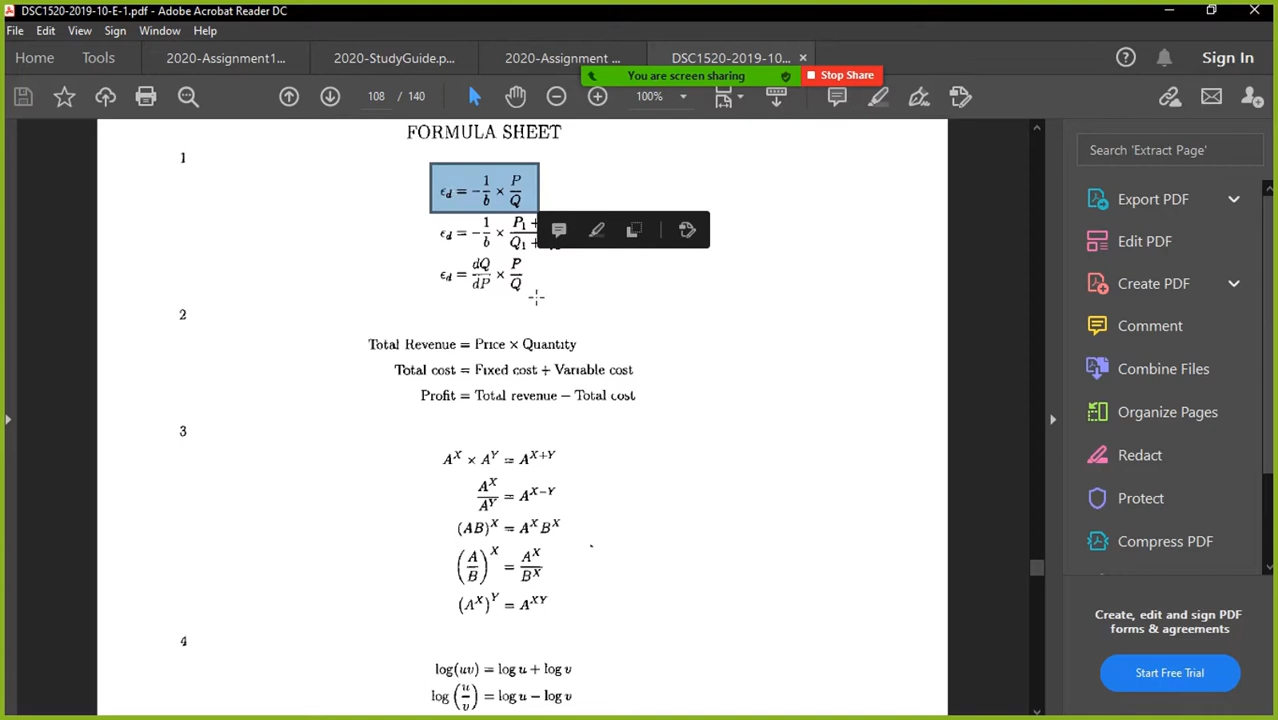 DSC1520-2019-10-E-1.pdf - Adobe Acrobat Reader DC
File Edit View Sign Window Help
Home Tools 2020-Assignment1... 2020-StudyGuide.p... 2020-Assignment ... DSC1520-2019-10... × Sign In
You are screen sharing Stop Share
108 / 140 100%
FORMULA SHEET
1
ϵd = −1/b × P/Q
ϵd = −1/b × P1 +
Q1 +
ϵd = dQ/dP × P/Q
2
Total Revenue = Price × Quantity
Total cost = Fixed cost + Variable cost
Profit = Total revenue − Total cost
3
A^X × A^Y = A^(X+Y)
A^X/A^Y = A^(X−Y)
(AB)^X = A^X B^X
(A/B)^X = A^X/B^X
(A^X)^Y = A^(XY)
4
log(uv) = log u + log v
log (u/v) = log u − log v
Search 'Extract Page'
Export PDF
Edit PDF
Create PDF
Comment
Combine Files
Organize Pages
Redact
Protect
Compress PDF
Create, edit and sign PDF
forms & agreements
Start Free Trial